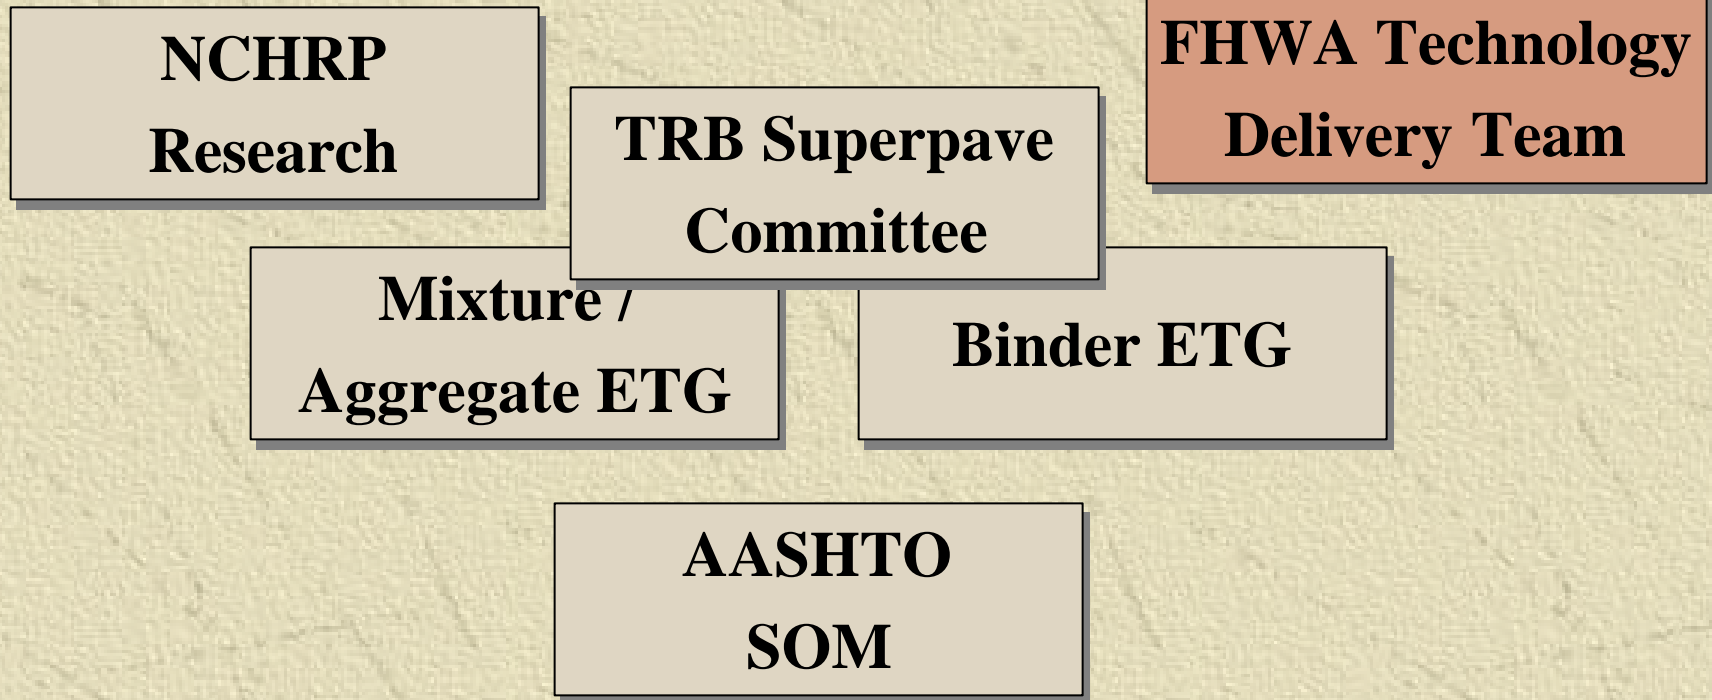 NCHRP
Research
FHWA Technology
Delivery Team
TRB Superpave
Committee
Mixture /
Aggregate ETG
Binder ETG
AASHTO
SOM